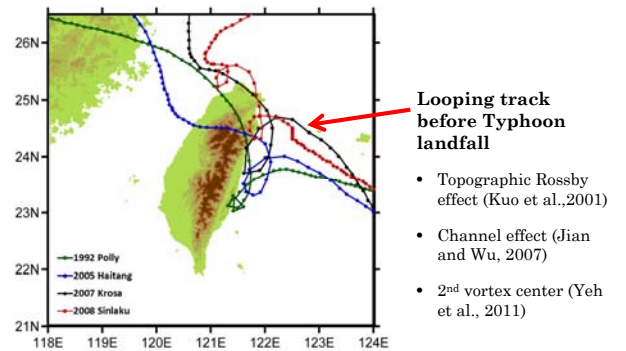 26N
25N
24N
23N
22N
21N
118E 119E 120E 121E 122E 123E 124E
1992 Polly
2005 Haitang
2007 Krosa
2008 Sinlaku
Looping track
before Typhoon
landfall
• Topographic Rossby
effect (Kuo et al.,2001)
• Channel effect (Jian
and Wu, 2007)
• 2nd vortex center (Yeh
et al., 2011)